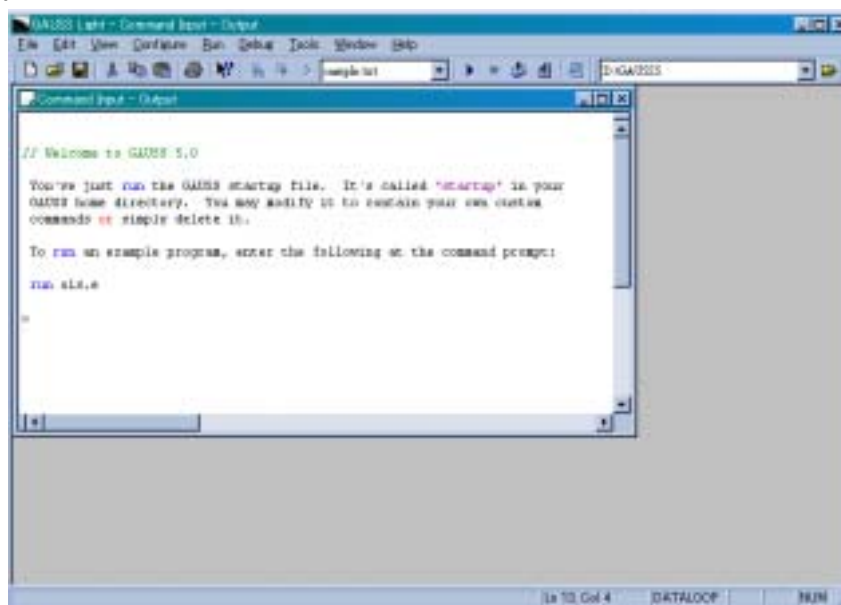 GAUSS Light - Command Input - Output
File Edit View Configure Run Debug Tools Window Help
sample.txt
D:\GAUSS5
Command Input - Output
// Welcome to GAUSS 5.0
You've just run the GAUSS startup file. It's called "startup" in your
GAUSS home directory. You may modify it to contain your own custom
commands or simply delete it.
To run an example program, enter the following at the command prompt:
run
»
Ln 10, Col 4 DATALOOP NUM